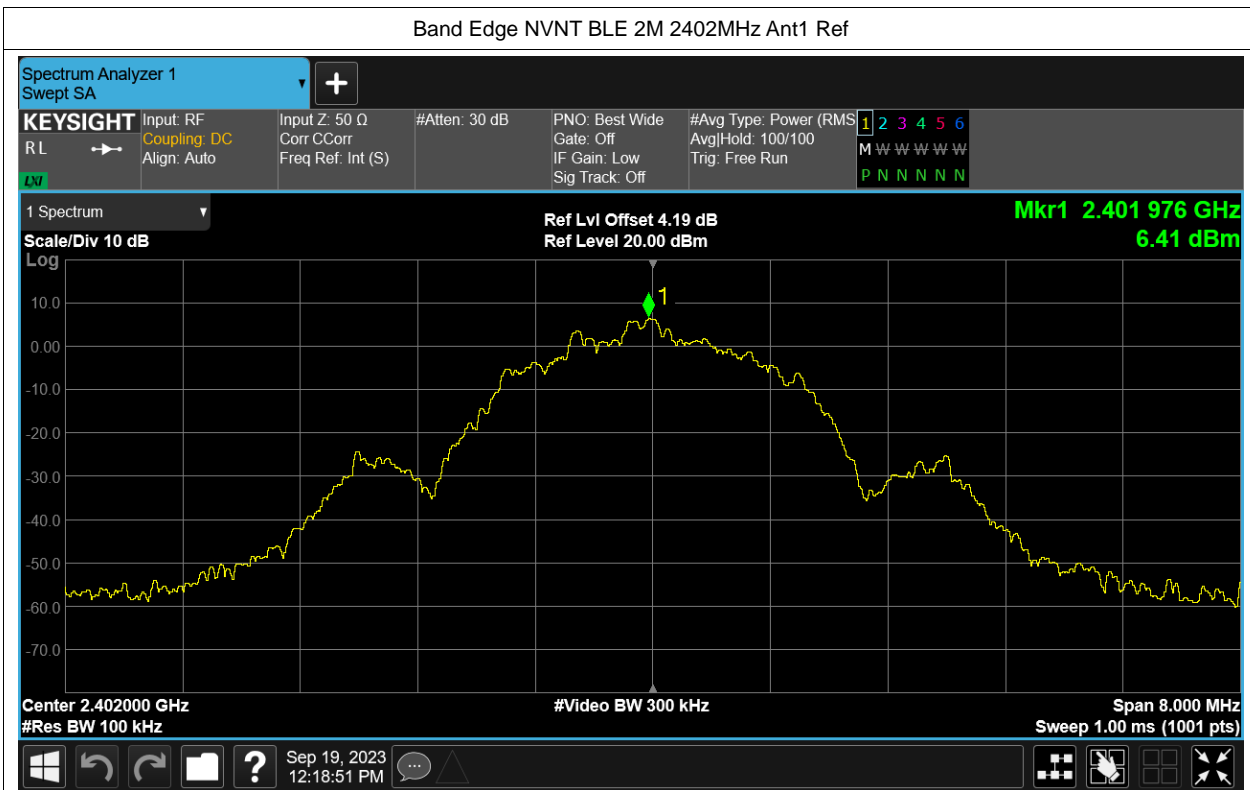 Band Edge NVNT BLE 2M 2402MHz Ant1 Ref
Spectrum Analyzer 1
Swept SA
KEYSIGHT
RL
LXI
Input: RF
Coupling: DC
Align: Auto
Input Z: 50 Ω
Corr CCorr
Freq Ref: Int (S)
#Atten: 30 dB
PNO: Best Wide
Gate: Off
IF Gain: Low
Sig Track: Off
#Avg Type: Power (RMS
Avg|Hold: 100/100
Trig: Free Run
1 2 3 4 5 6
M W W W W W
P N N N N N
1 Spectrum
Scale/Div 10 dB
Ref Lvl Offset 4.19 dB
Ref Level 20.00 dBm
Mkr1 2.401 976 GHz
6.41 dBm
Log
10.0
0.00
-10.0
-20.0
-30.0
-40.0
-50.0
-60.0
-70.0
1
Center 2.402000 GHz
#Res BW 100 kHz
#Video BW 300 kHz
Span 8.000 MHz
Sweep 1.00 ms (1001 pts)
?
Sep 19, 2023
12:18:51 PM